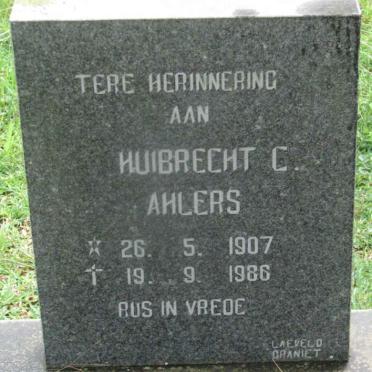 TERE HERINNERING
AAN
HUIBRECHT C.
AHLERS
☆ 26. 5. 1907
✝ 19. 9. 1986
RUS IN VREDE
LAEVELD
GRANIET